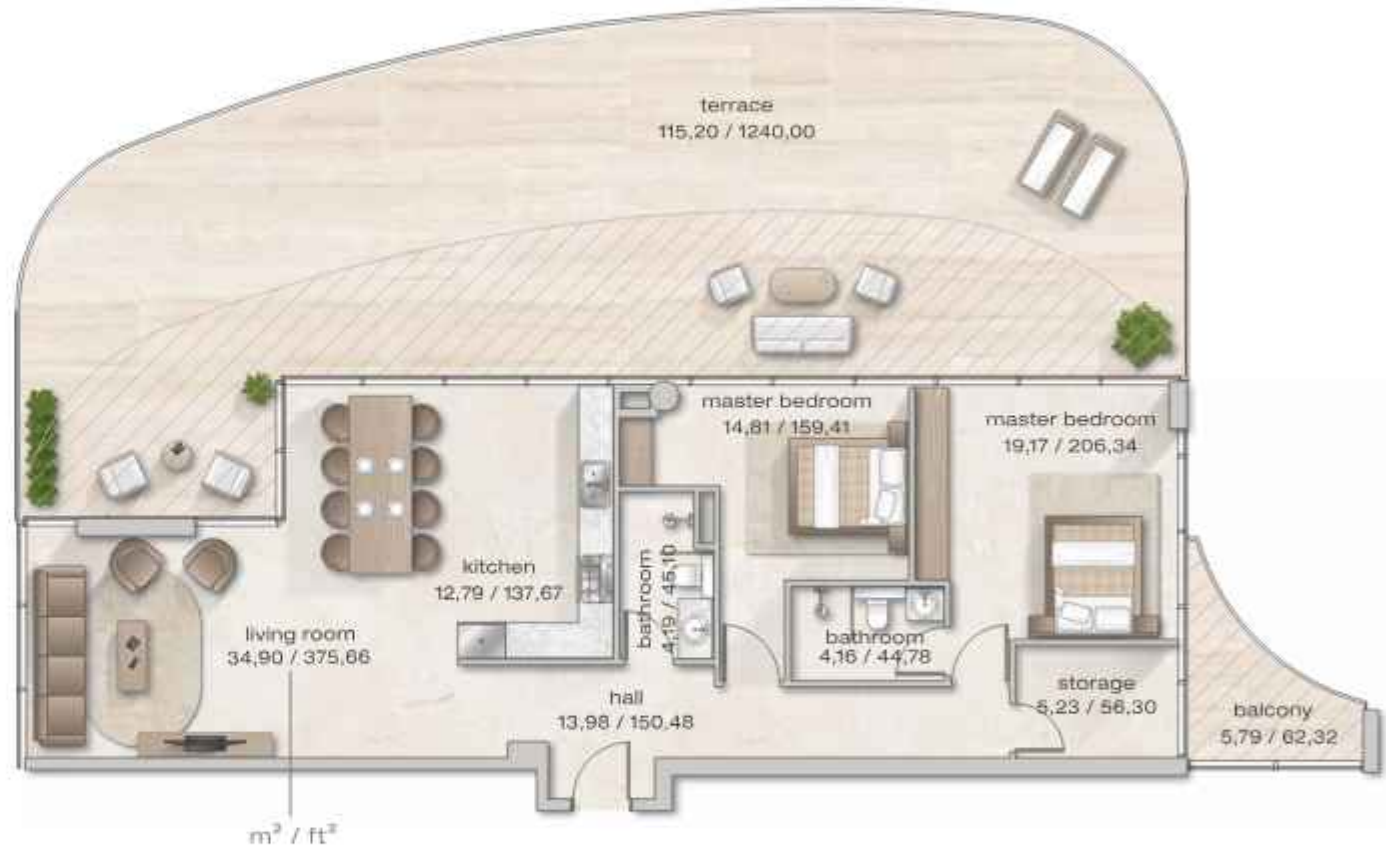 terrace
115,20 / 1240,00
master bedroom
14,81 / 159,41
master bedroom
19,17 / 206,34
kitchen
12,79 / 137,67
bathroom
4,19 / 45,10
living room
34,90 / 375,66
bathroom
4,16 / 44,78
hall
13,98 / 150,48
storage
5,23 / 56,30
balcony
5,79 / 62,32
m² / ft²